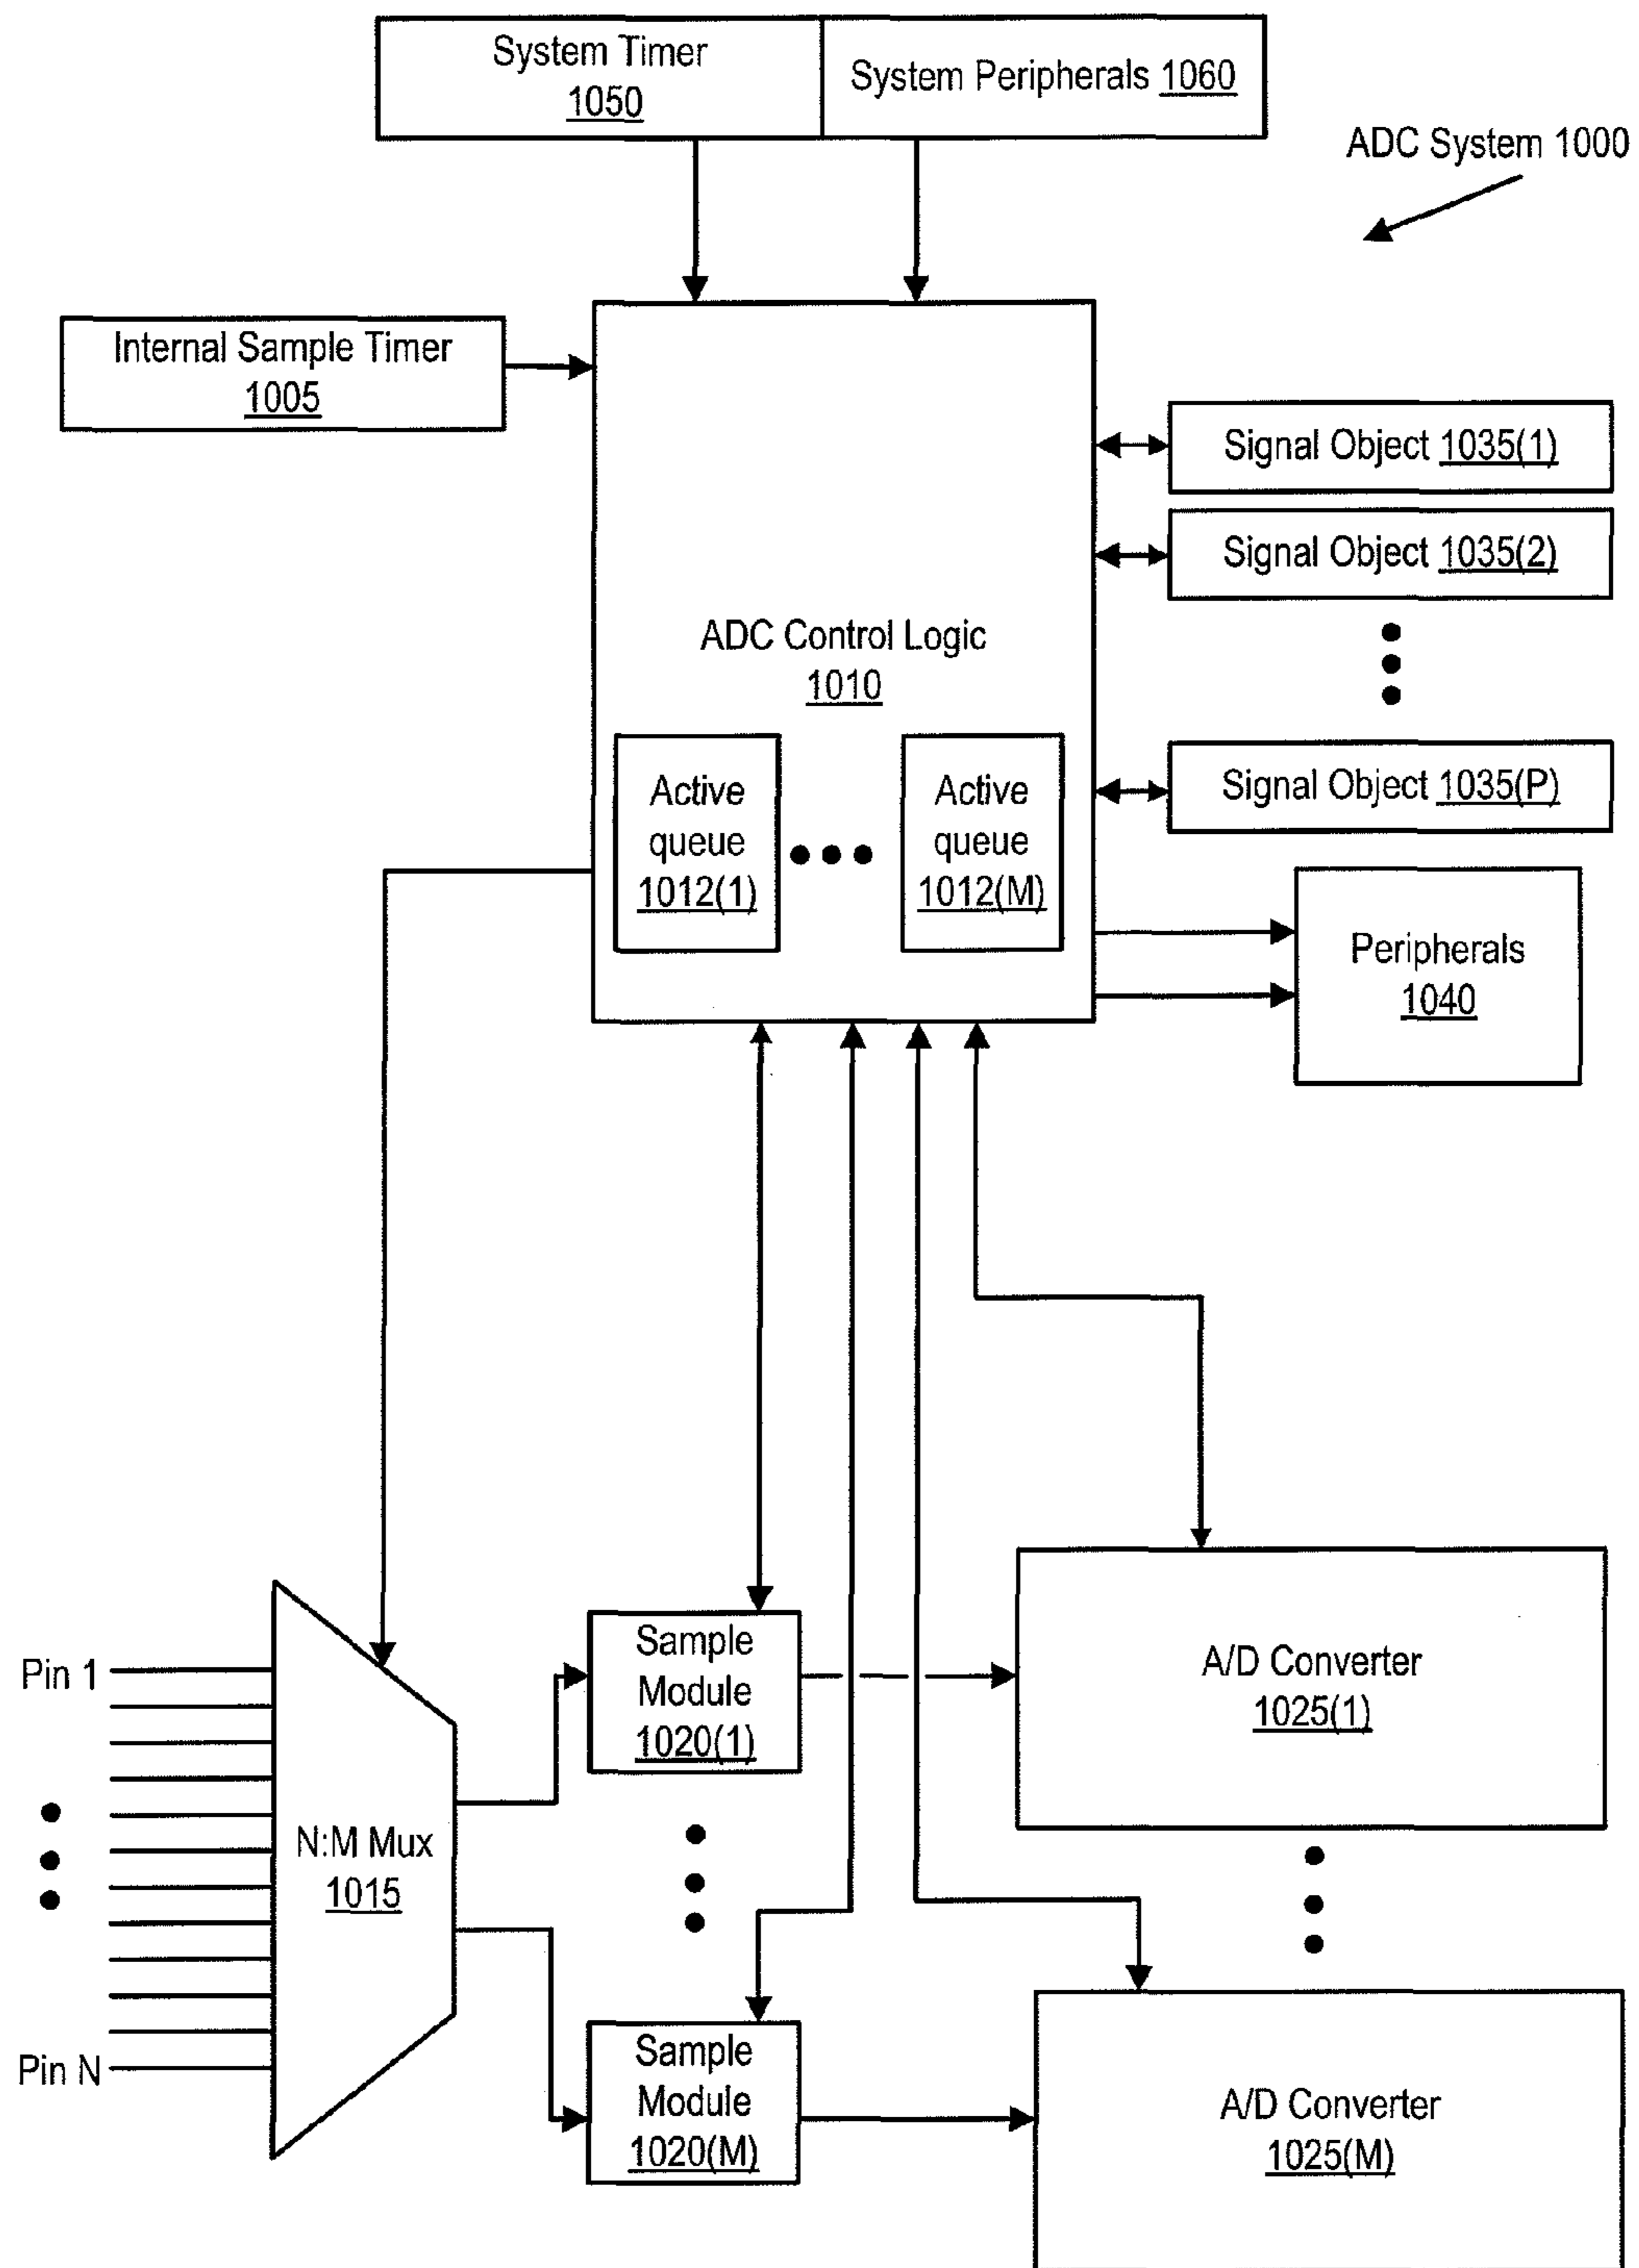 System Timer
1050
System Peripherals 1060
ADC System 1000
Internal Sample Timer
1005
Signal Object 1035(1)
Signal Object 1035(2)
ADC Control Logic
1010
Signal Object 1035(P)
Active
queue
1012(1)
Active
queue
1012(M)
Peripherals
1040
Sample
Module
1020(1)
A/D Converter
1025(1)
Pin 1
N:M Mux
1015
Pin N
Sample
Module
1020(M)
A/D Converter
1025(M)